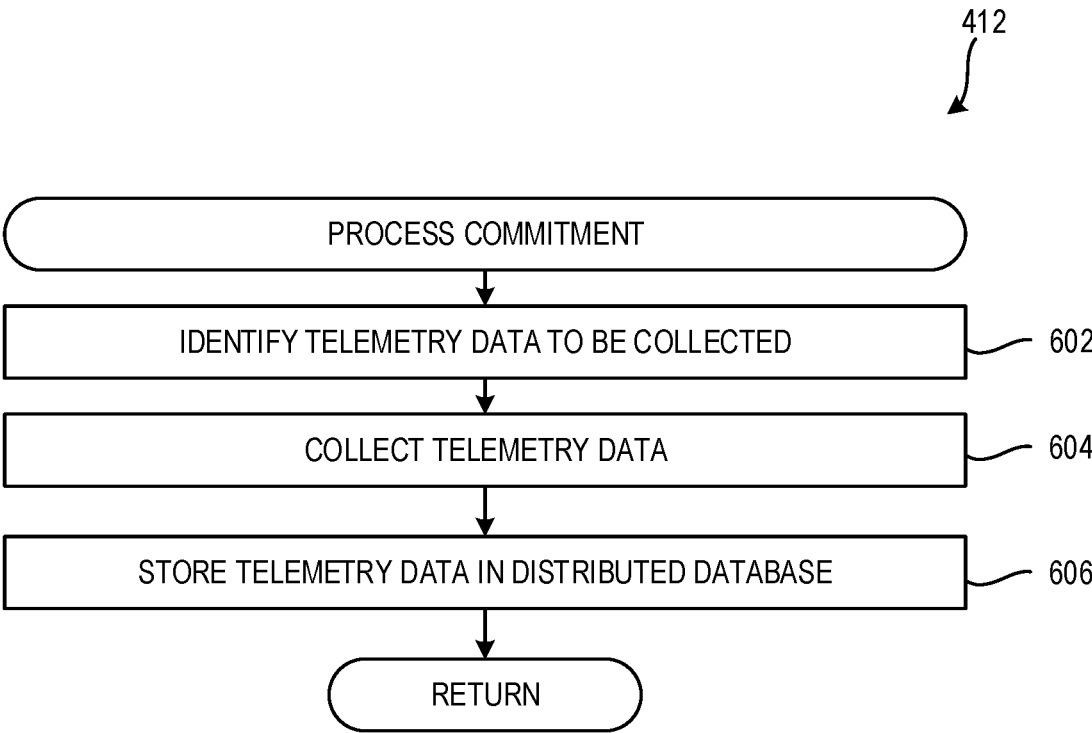 412
PROCESS COMMITMENT
IDENTIFY TELEMETRY DATA TO BE COLLECTED
602
COLLECT TELEMETRY DATA
604
STORE TELEMETRY DATA IN DISTRIBUTED DATABASE
606
RETURN